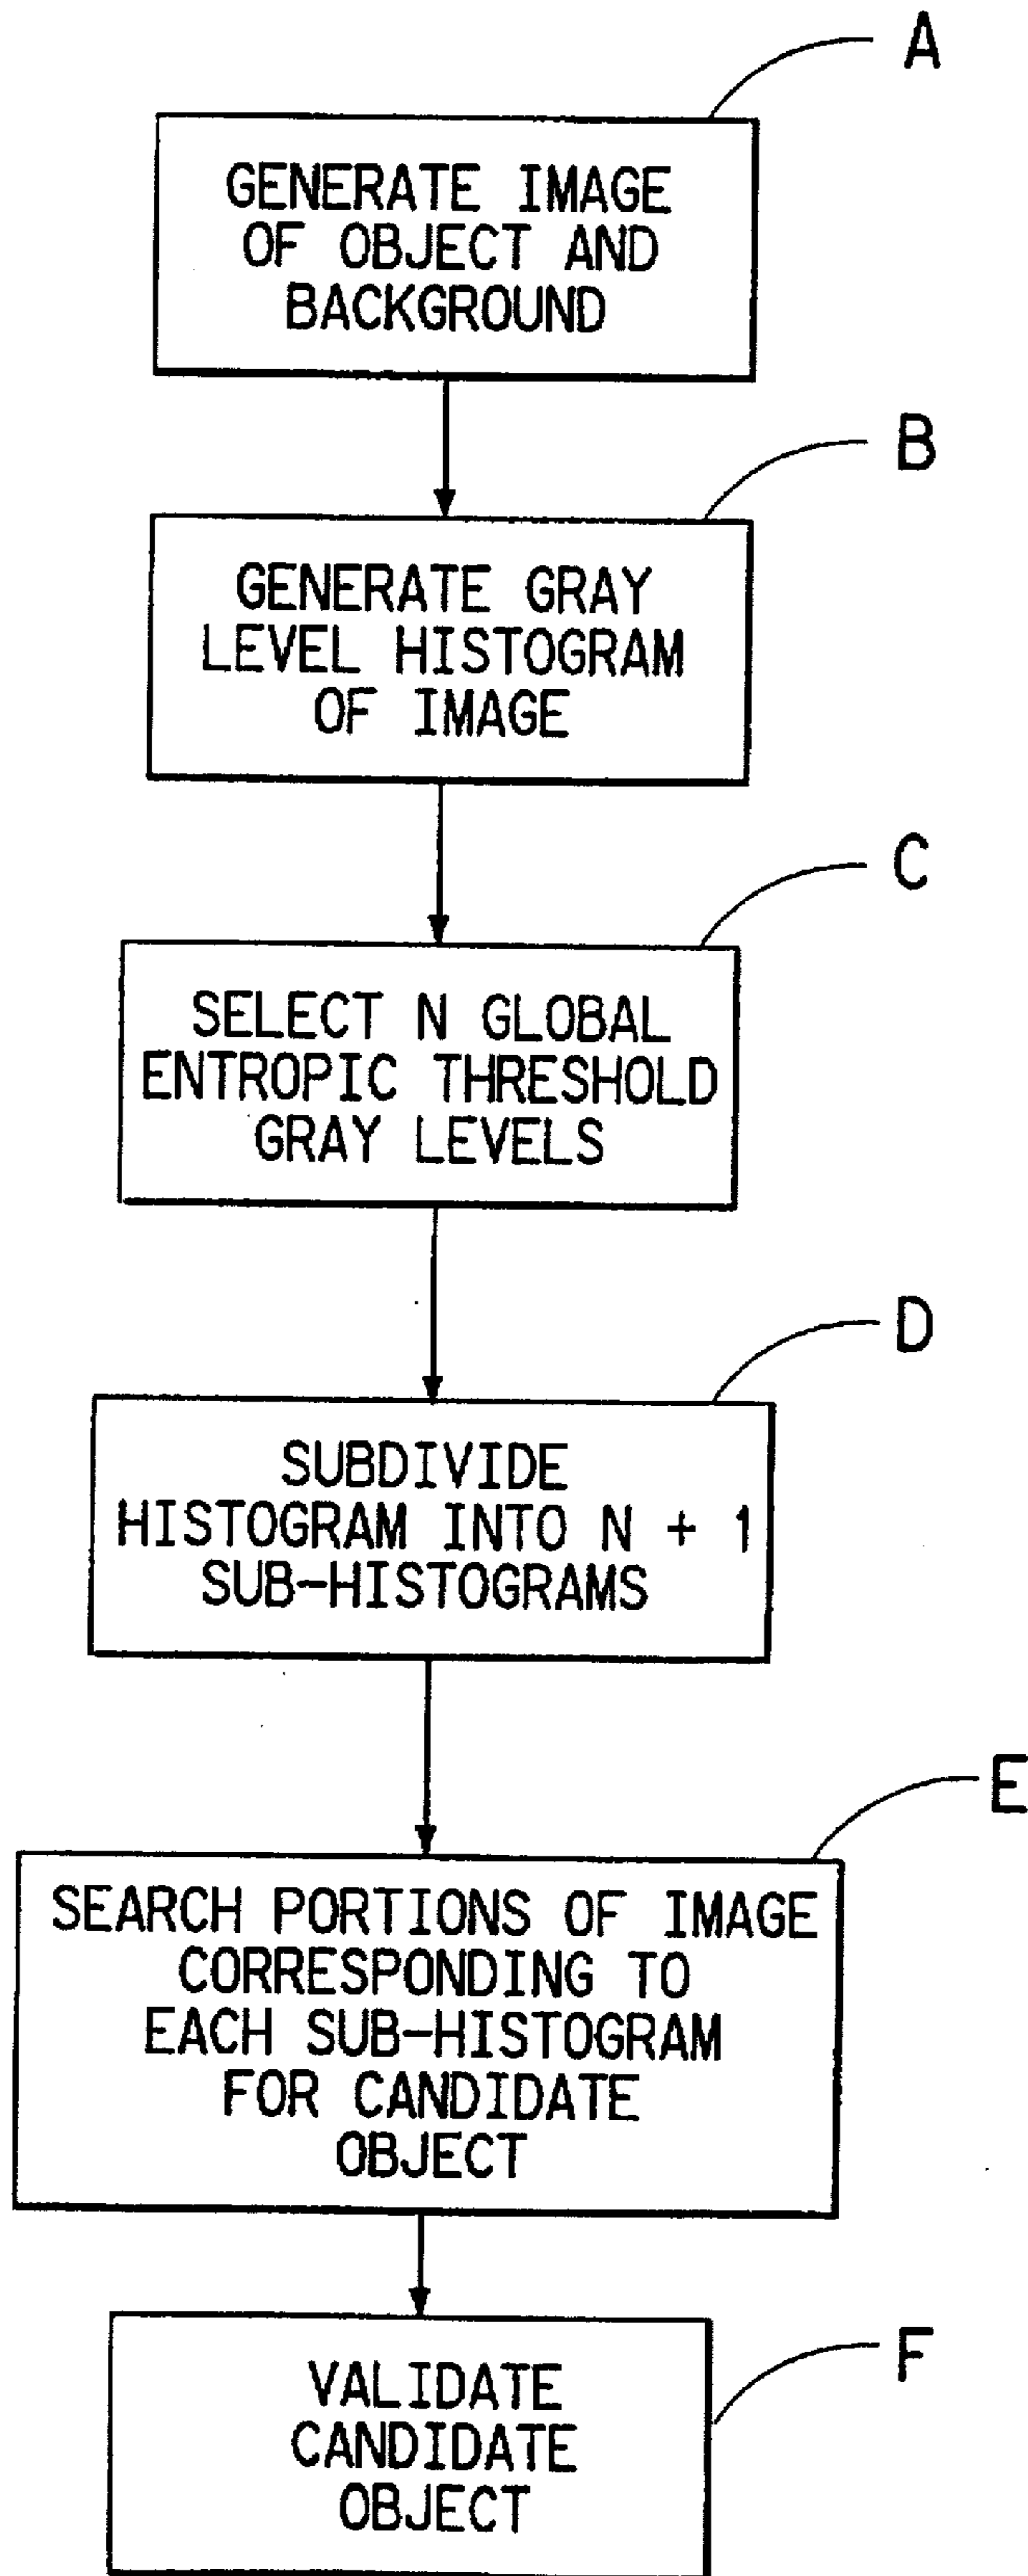 A
GENERATE IMAGE
OF OBJECT AND
BACKGROUND
B
GENERATE GRAY
LEVEL HISTOGRAM
OF IMAGE
C
SELECT N GLOBAL
ENTROPIC THRESHOLD
GRAY LEVELS
D
SUBDIVIDE
HISTOGRAM INTO N + 1
SUB-HISTOGRAMS
E
SEARCH PORTIONS OF IMAGE
CORRESPONDING TO
EACH SUB-HISTOGRAM
FOR CANDIDATE
OBJECT
F
VALIDATE
CANDIDATE
OBJECT